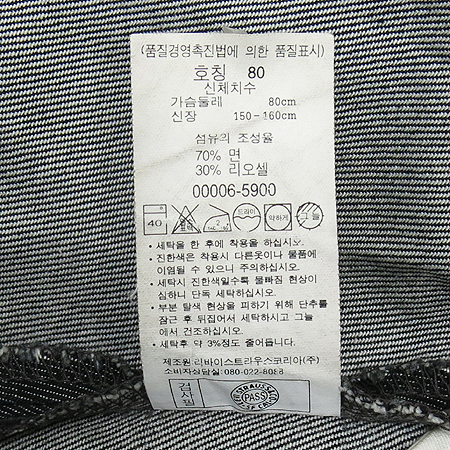 (품질경영촉진법에 의한 품질표시)
호칭 80
신체치수
가슴둘레 80cm
신장 150-160cm
섬유의 조성율
70% 면
30% 리오셀
00006-5900
40 드라이 약하게 그늘
• 세탁을 한 후에 착용을 하십시오.
• 진한색은 착용시 다른옷이나 물품에
이염될 수 있으니 주의하십시오.
• 세탁시 진한색일수록 물빠짐 현상이
심하니 단독 세탁하십시오.
• 부분 탈색 현상을 피하기 위해 단추를
잠근 후 뒤집어서 세탁하시고 그늘
에서 건조하십시오.
• 세탁후 약 3%정도 줄어듭니다.
제조원 리바이스트라우스코리아(주)
소비자상담실:080-022-8088
검사필
PASS